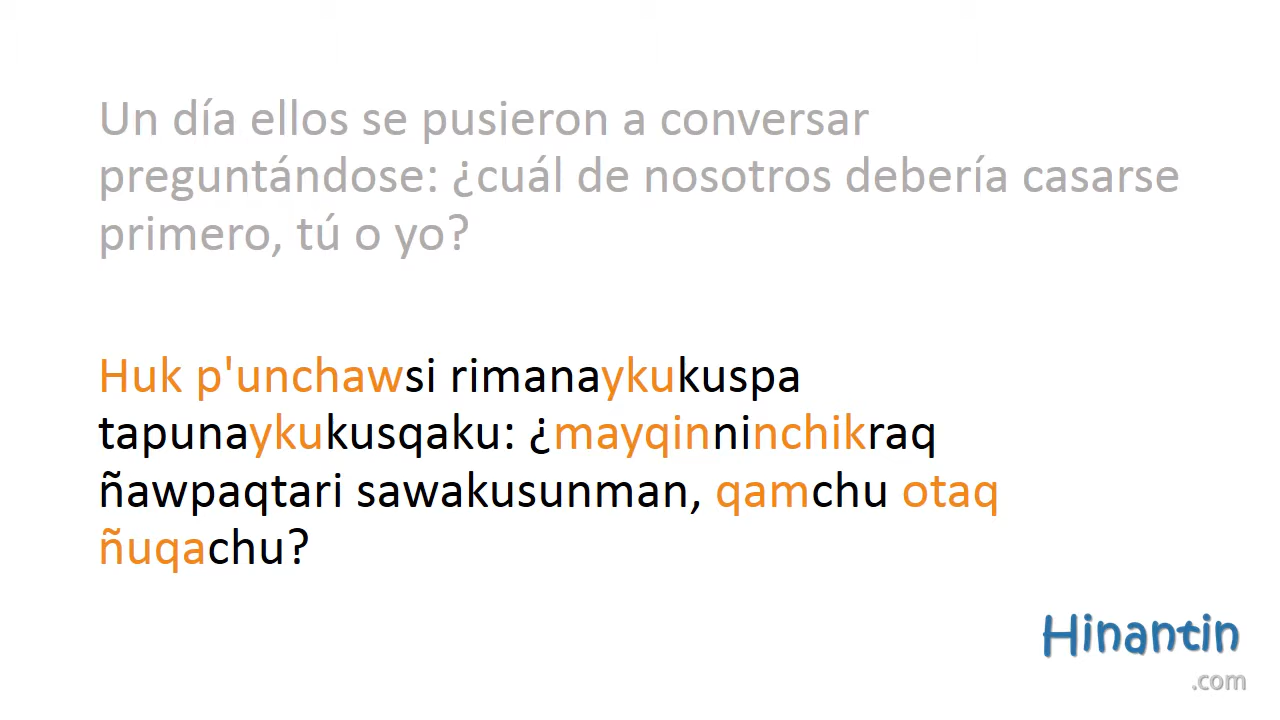 Un día ellos se pusieron a conversar
preguntándose: ¿cuál de nosotros debería casarse
primero, tú o yo?
Huk p'unchawsi rimanaykukuspa
tapunaykukusqaku: ¿mayqinninchikraq
ñawpaqtari sawakusunman, qamchu otaq
ñuqachu?
Hinantin
.com